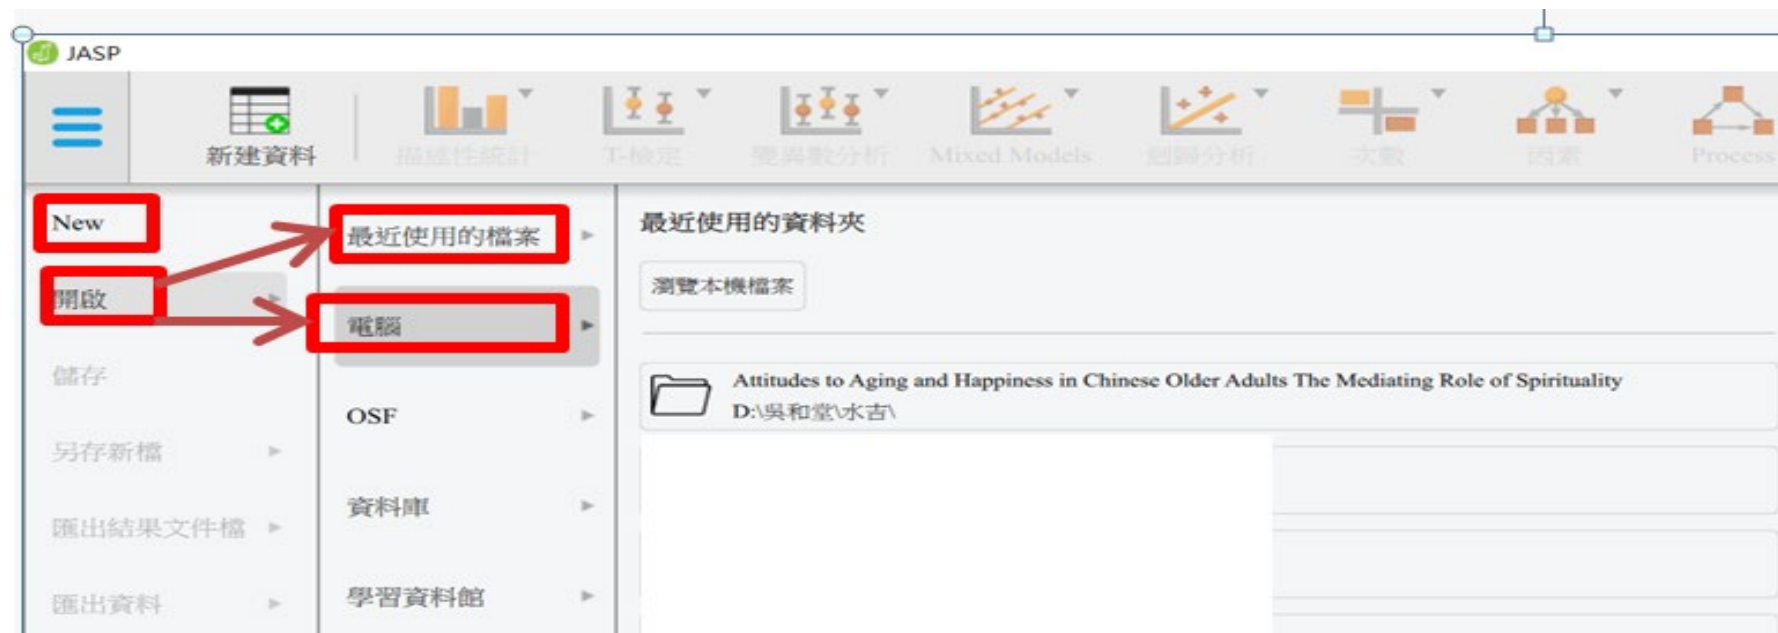 JASP
新建資料
描述性統計
T-檢定
變異數分析
Mixed Models
迴歸分析
次數
因素
Process
New
開啟
儲存
另存新檔
匯出結果文件檔
匯出資料
最近使用的檔案
電腦
OSF
資料庫
學習資料館
最近使用的資料夾
瀏覽本機檔案
Attitudes to Aging and Happiness in Chinese Older Adults The Mediating Role of Spirituality
D:\吳和堂\水吉\